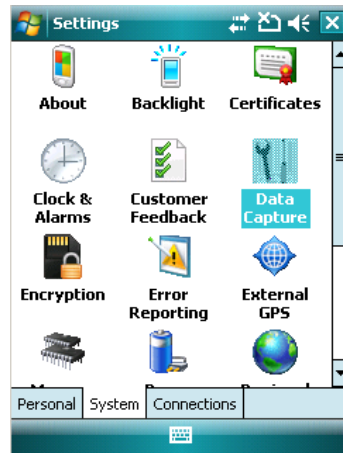 Settings
About Backlight Certificates
Clock & Customer Data
Alarms Feedback Capture
Encryption Error External
Reporting GPS
Personal System Connections